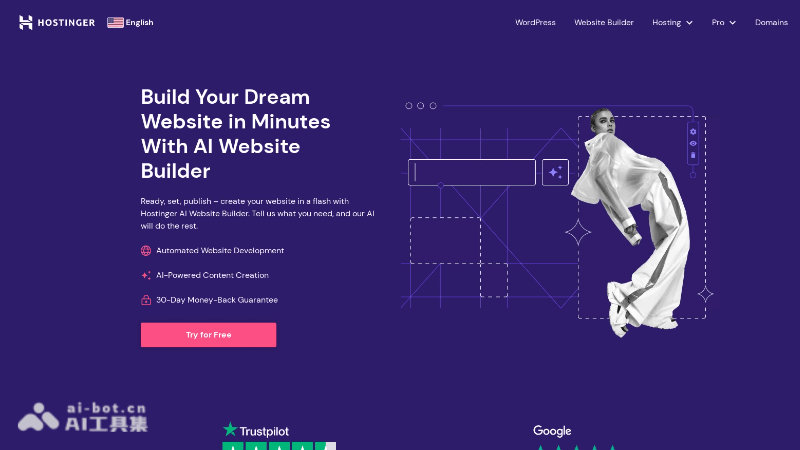 HOSTINGER
English
WordPress
Website Builder
Hosting
Pro
Domains
Build Your Dream
Website in Minutes
With AI Website
Builder
Ready, set, publish – create your website in a flash with
Hostinger AI Website Builder. Tell us what you need, and our AI
will do the rest.
Automated Website Development
AI-Powered Content Creation
30-Day Money-Back Guarantee
Try for Free
ai-bot.cn
AI工具集
Trustpilot
Google